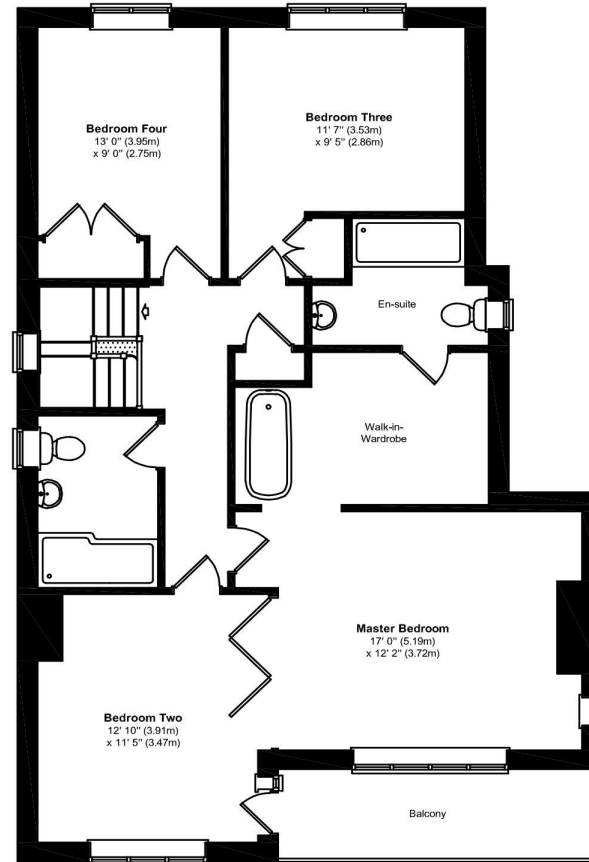 Bedroom Four
13' 0" (3.95m)
x 9' 0" (2.75m)
Bedroom Three
11' 7" (3.53m)
x 9' 5" (2.86m)
En-suite
Walk-in-
Wardrobe
Master Bedroom
17' 0" (5.19m)
x 12' 2" (3.72m)
Bedroom Two
12' 10" (3.91m)
x 11' 5" (3.47m)
Balcony